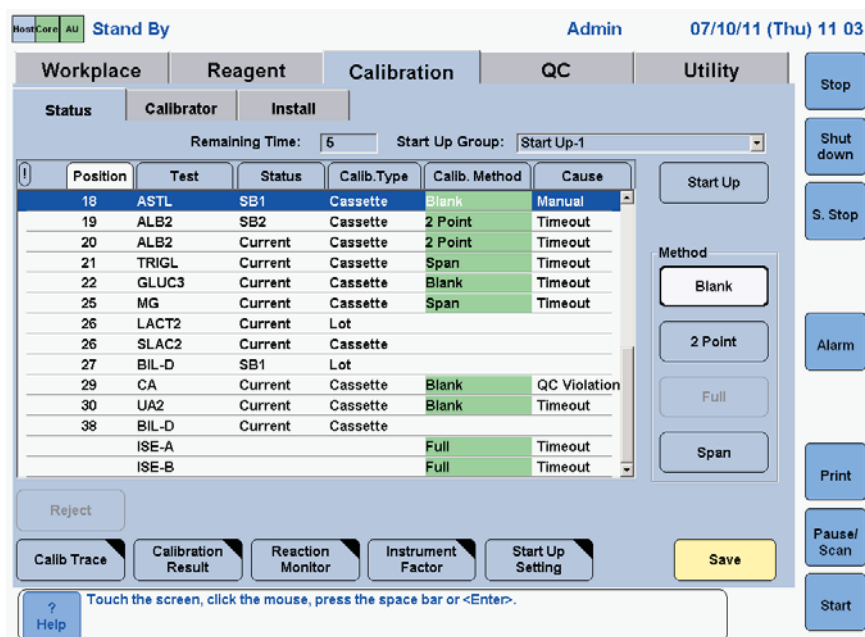 Host Core AU Stand By Admin 07/10/11 (Thu) 11 03
Workplace Reagent Calibration QC Utility
Status Calibrator Install
Remaining Time: 5 Start Up Group: Start Up-1
! Position Test Status Calib.Type Calib. Method Cause
18 ASTL SB1 Cassette Blank Manual
19 ALB2 SB2 Cassette 2 Point Timeout
20 ALB2 Current Cassette 2 Point Timeout
21 TRIGL Current Cassette Span Timeout
22 GLUC3 Current Cassette Blank Timeout
25 MG Current Cassette Span Timeout
26 LACT2 Current Lot
26 SLAC2 Current Cassette
27 BIL-D SB1 Lot
29 CA Current Cassette Blank QC Violation
30 UA2 Current Cassette Blank Timeout
38 BIL-D Current Cassette
ISE-A Full Timeout
ISE-B Full Timeout
Start Up
Method
Blank
2 Point
Full
Span
Reject
Calib Trace
Calibration Result
Reaction Monitor
Instrument Factor
Start Up Setting
Save
? Help
Touch the screen, click the mouse, press the space bar or <Enter>.
Stop
Shut down
S. Stop
Alarm
Print
Pause/ Scan
Start